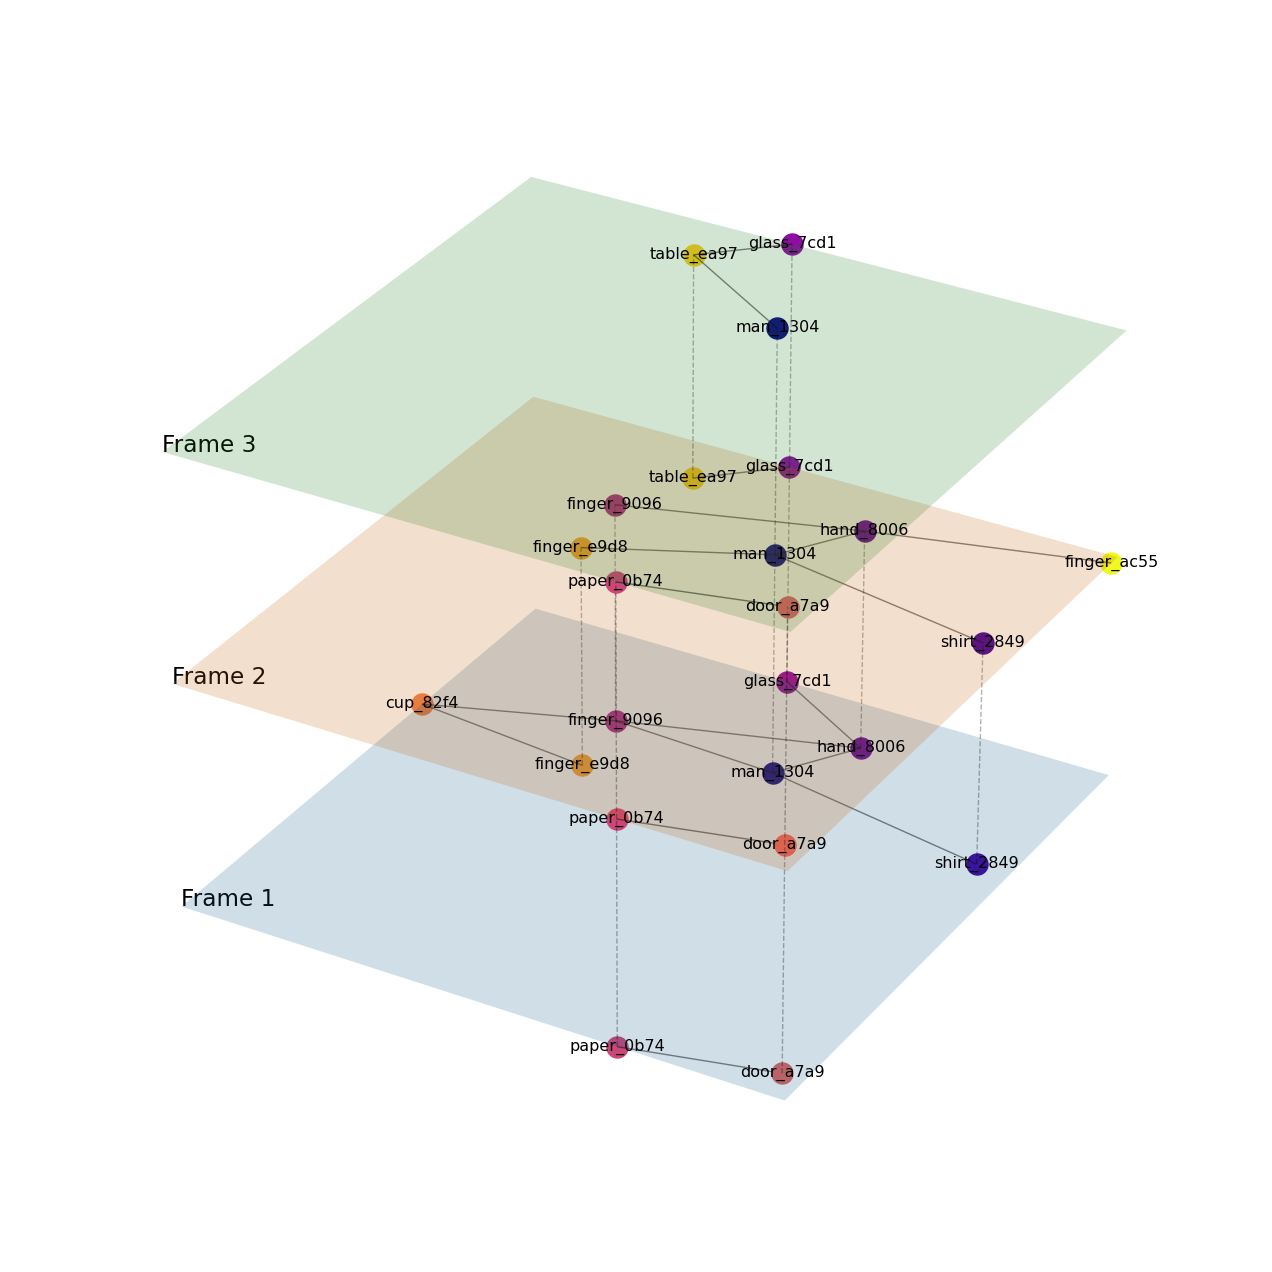 glass_7cd1
table_ea97
man_1304
Frame 3
glass_7cd1
table_ea97
finger_9096
hand_8006
finger_e9d8
man_1304
finger_ac55
paper_0b74
door_a7a9
shirt_2849
Frame 2
glass_7cd1
cup_82f4
finger_9096
hand_8006
finger_e9d8
man_1304
paper_0b74
door_a7a9
shirt_2849
Frame 1
paper_0b74
door_a7a9